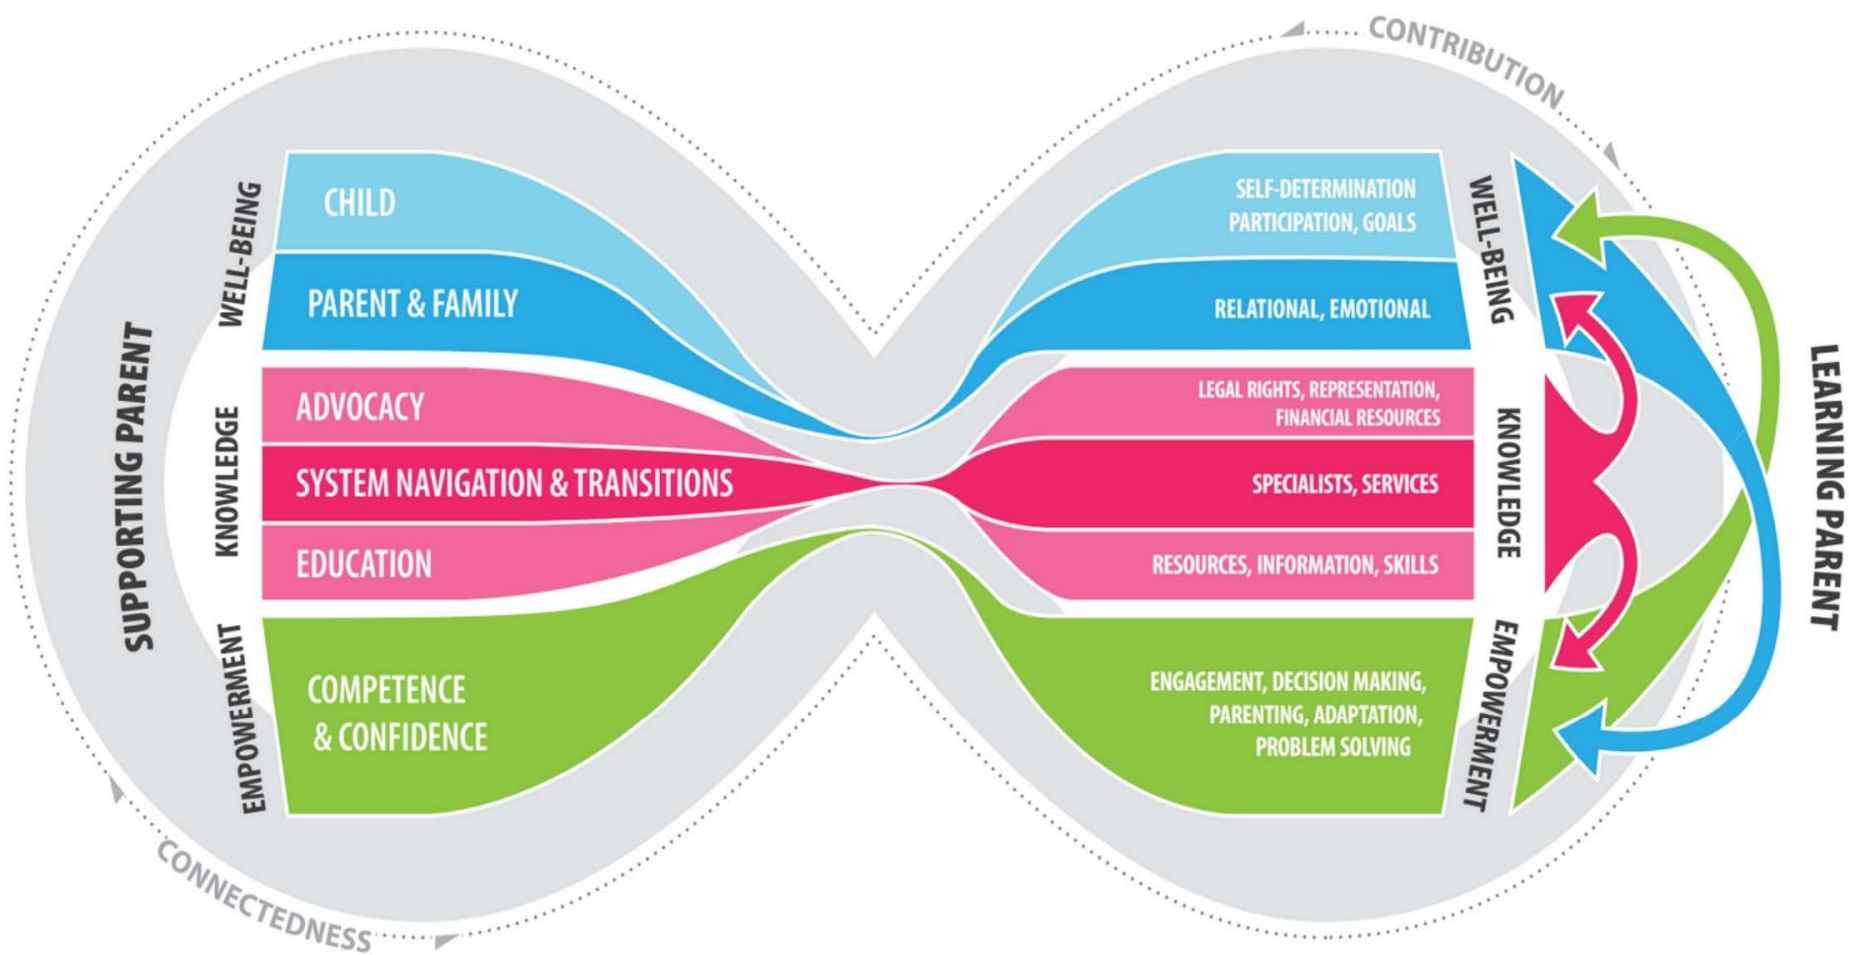 CONTRIBUTION
SUPPORTING PARENT
WELL-BEING
CHILD
PARENT & FAMILY
KNOWLEDGE
ADVOCACY
SYSTEM NAVIGATION & TRANSITIONS
EDUCATION
EMPOWERMENT
COMPETENCE
& CONFIDENCE
CONNECTEDNESS
SELF-DETERMINATION
PARTICIPATION, GOALS
RELATIONAL, EMOTIONAL
WELL-BEING
LEGAL RIGHTS, REPRESENTATION,
FINANCIAL RESOURCES
SPECIALISTS, SERVICES
RESOURCES, INFORMATION, SKILLS
KNOWLEDGE
ENGAGEMENT, DECISION MAKING,
PARENTING, ADAPTATION,
PROBLEM SOLVING
EMPOWERMENT
LEARNING PARENT